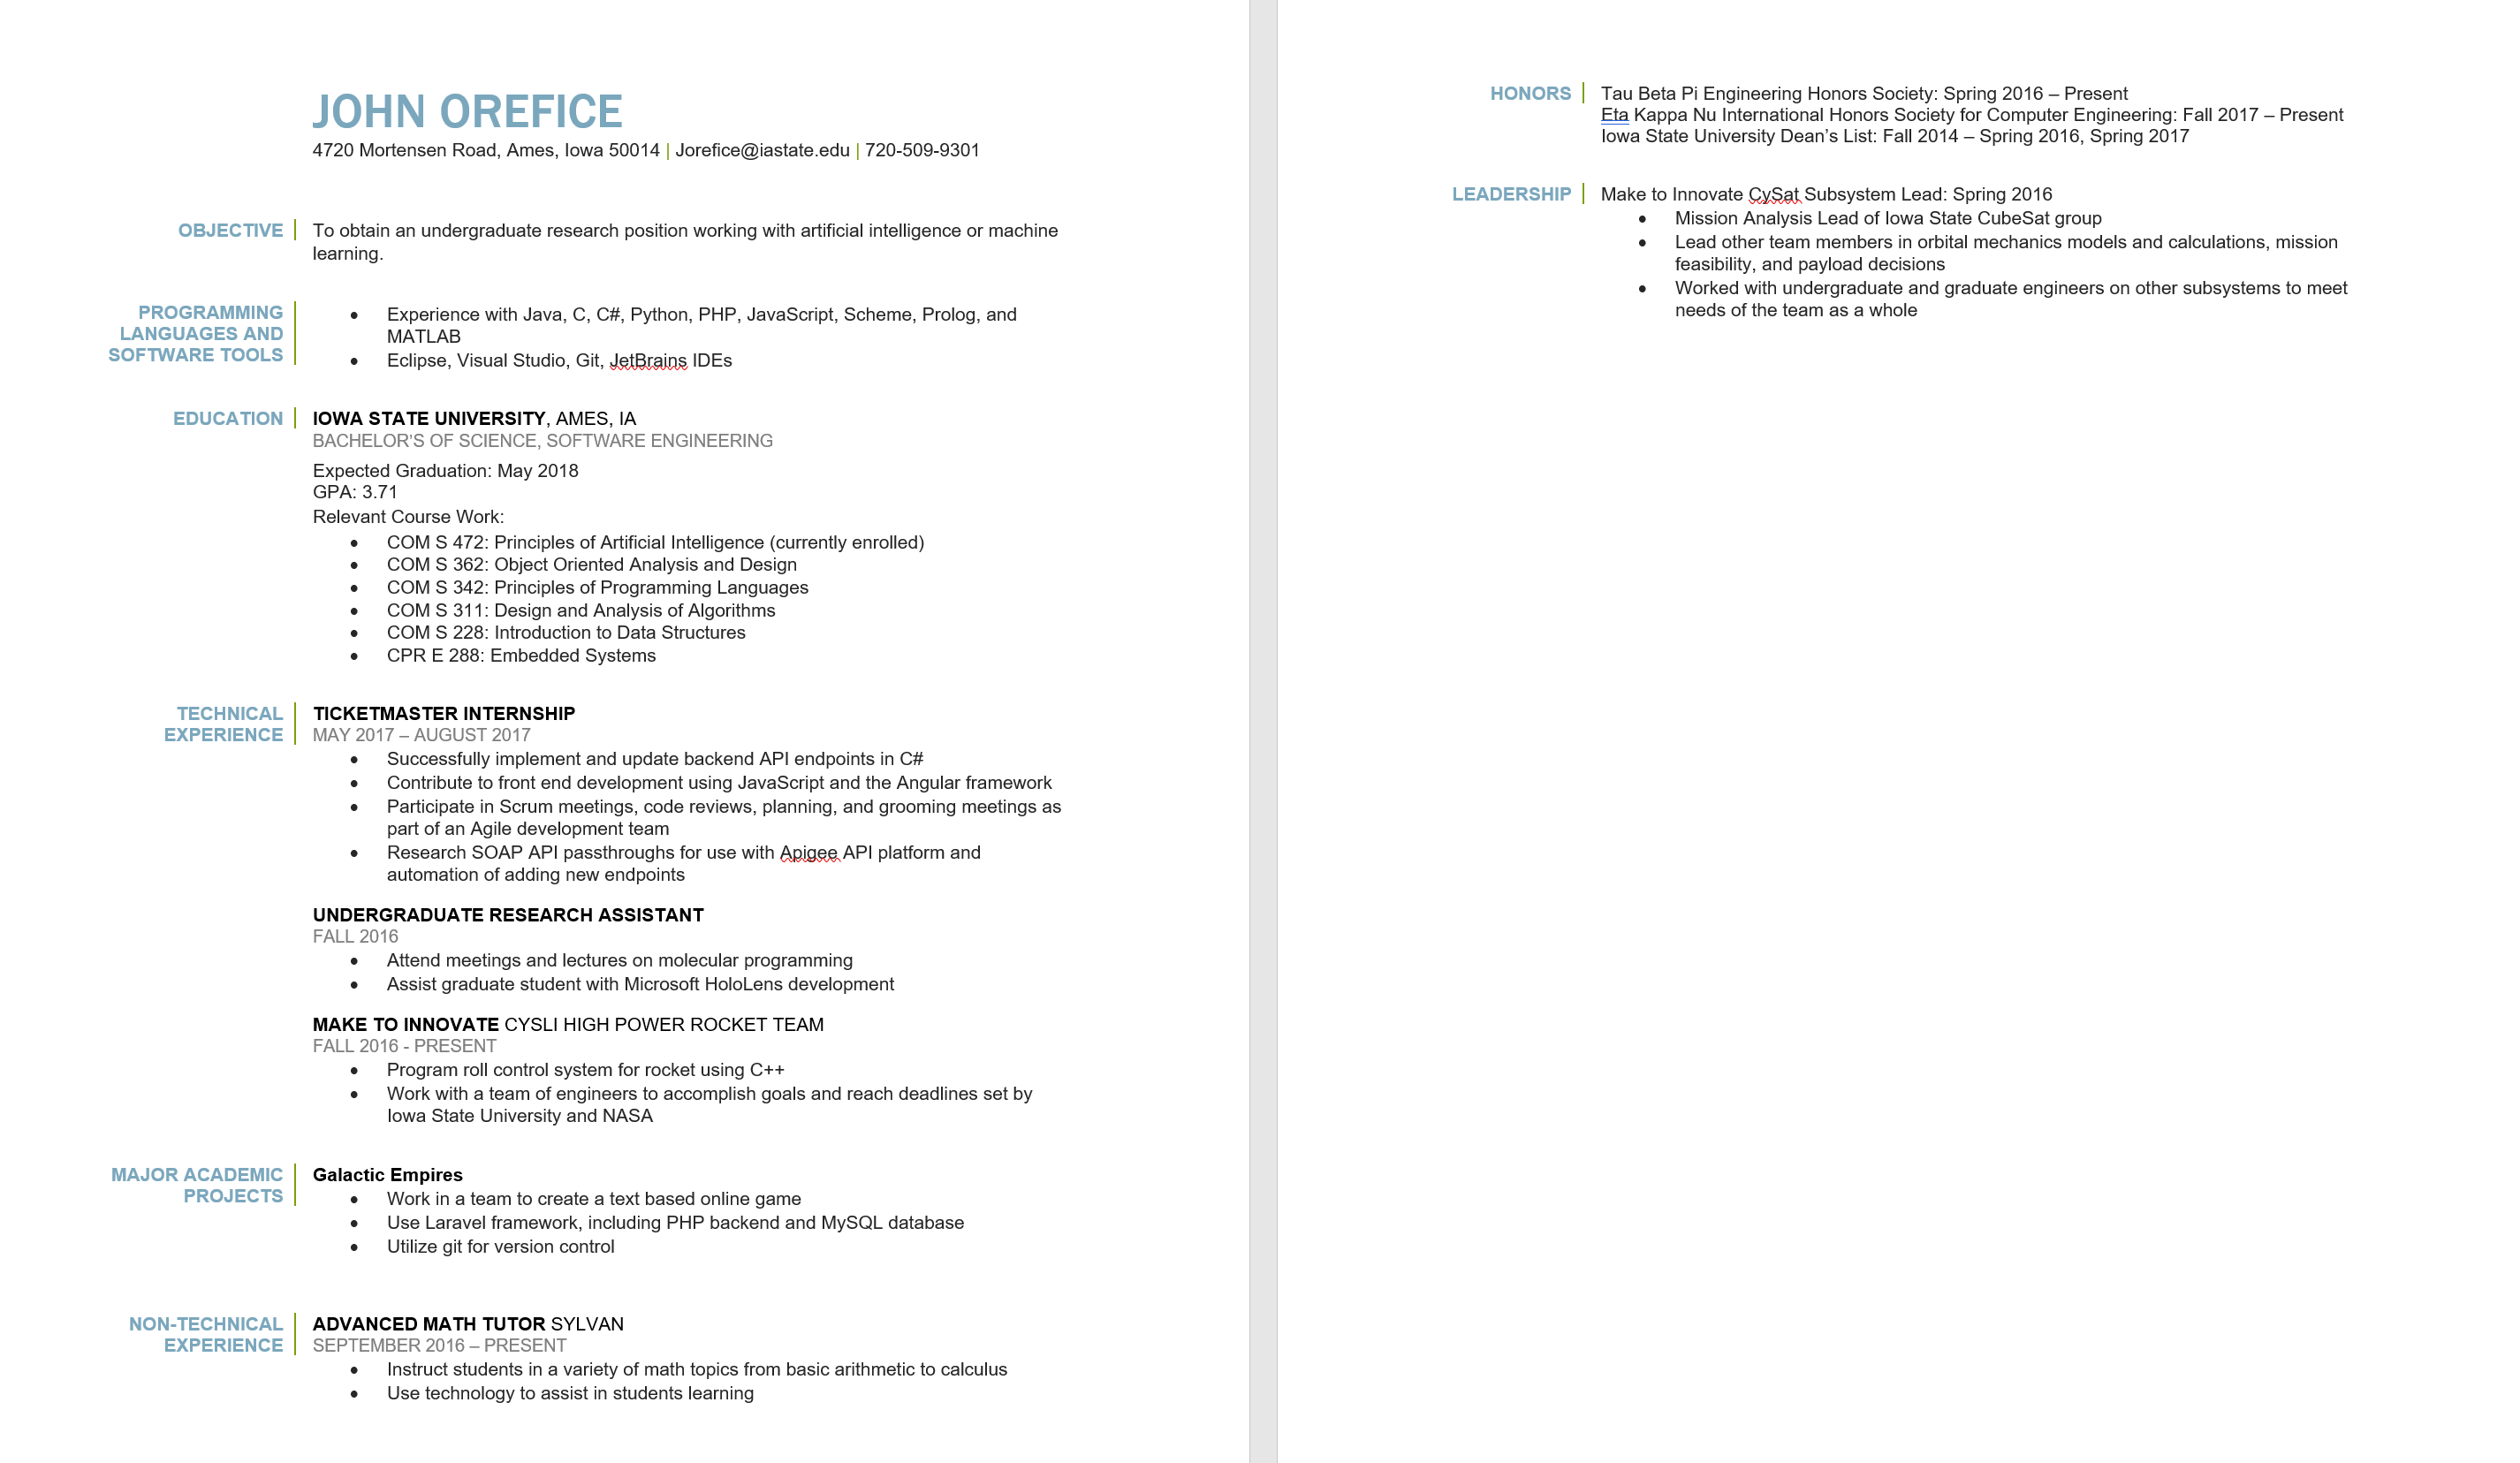 JOHN OREFICE
4720 Mortensen Road, Ames, Iowa 50014 | Jorefice@iastate.edu | 720-509-9301
OBJECTIVE
To obtain an undergraduate research position working with artificial intelligence or machine
learning.
PROGRAMMING
LANGUAGES AND
SOFTWARE TOOLS
• Experience with Java, C, C#, Python, PHP, JavaScript, Scheme, Prolog, and
MATLAB
• Eclipse, Visual Studio, Git, JetBrains IDEs
EDUCATION
IOWA STATE UNIVERSITY, AMES, IA
BACHELOR'S OF SCIENCE, SOFTWARE ENGINEERING
Expected Graduation: May 2018
GPA: 3.71
Relevant Course Work:
• COM S 472: Principles of Artificial Intelligence (currently enrolled)
• COM S 362: Object Oriented Analysis and Design
• COM S 342: Principles of Programming Languages
• COM S 311: Design and Analysis of Algorithms
• COM S 228: Introduction to Data Structures
• CPR E 288: Embedded Systems
TECHNICAL
EXPERIENCE
TICKETMASTER INTERNSHIP
MAY 2017 – AUGUST 2017
• Successfully implement and update backend API endpoints in C#
• Contribute to front end development using JavaScript and the Angular framework
• Participate in Scrum meetings, code reviews, planning, and grooming meetings as
part of an Agile development team
• Research SOAP API passthroughs for use with Apigee API platform and
automation of adding new endpoints
UNDERGRADUATE RESEARCH ASSISTANT
FALL 2016
• Attend meetings and lectures on molecular programming
• Assist graduate student with Microsoft HoloLens development
MAKE TO INNOVATE CYSLI HIGH POWER ROCKET TEAM
FALL 2016 - PRESENT
• Program roll control system for rocket using C++
• Work with a team of engineers to accomplish goals and reach deadlines set by
Iowa State University and NASA
MAJOR ACADEMIC
PROJECTS
Galactic Empires
• Work in a team to create a text based online game
• Use Laravel framework, including PHP backend and MySQL database
• Utilize git for version control
NON-TECHNICAL
EXPERIENCE
ADVANCED MATH TUTOR SYLVAN
SEPTEMBER 2016 – PRESENT
• Instruct students in a variety of math topics from basic arithmetic to calculus
• Use technology to assist in students learning
HONORS
Tau Beta Pi Engineering Honors Society: Spring 2016 – Present
Eta Kappa Nu International Honors Society for Computer Engineering: Fall 2017 – Present
Iowa State University Dean's List: Fall 2014 – Spring 2016, Spring 2017
LEADERSHIP
Make to Innovate CySat Subsystem Lead: Spring 2016
• Mission Analysis Lead of Iowa State CubeSat group
• Lead other team members in orbital mechanics models and calculations, mission
feasibility, and payload decisions
• Worked with undergraduate and graduate engineers on other subsystems to meet
needs of the team as a whole